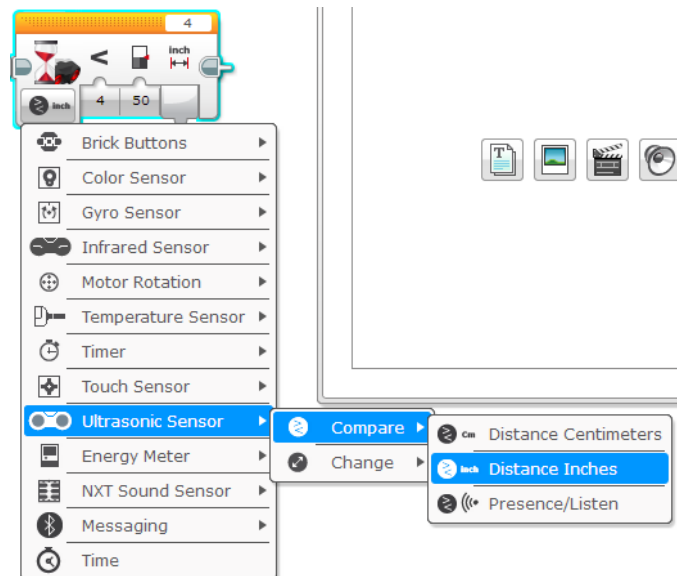 4
<
inch
inch
4
50
Brick Buttons
Color Sensor
Gyro Sensor
Infrared Sensor
Motor Rotation
Temperature Sensor
Timer
Touch Sensor
Ultrasonic Sensor
Compare
Cm Distance Centimeters
Energy Meter
Change
inch Distance Inches
NXT Sound Sensor
Presence/Listen
Messaging
Time
T